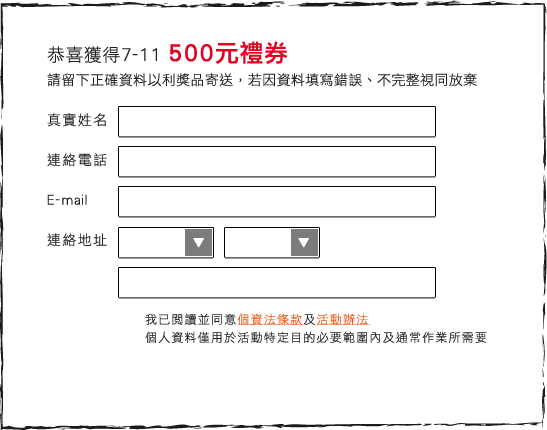 恭喜獲得7-11 500元禮券
請留下正確資料以利獎品寄送，若因資料填寫錯誤、不完整視同放棄
真實姓名
連絡電話
E-mail
連絡地址
我已閱讀並同意個資法條款及活動辦法
個人資料僅用於活動特定目的必要範圍內及通常作業所需要